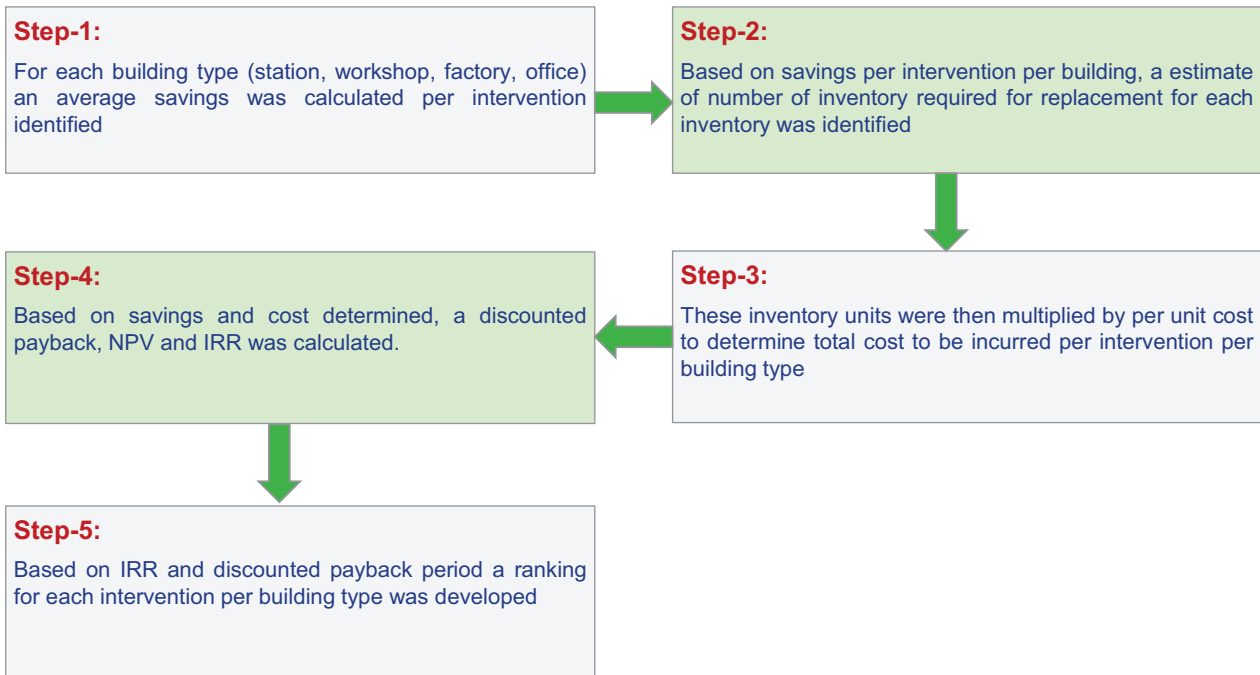 Step-1:
For each building type (station, workshop, factory, office)
an average savings was calculated per intervention
identified
Step-2:
Based on savings per intervention per building, a estimate
of number of inventory required for replacement for each
inventory was identified
Step-3:
These inventory units were then multiplied by per unit cost
to determine total cost to be incurred per intervention per
building type
Step-4:
Based on savings and cost determined, a discounted
payback, NPV and IRR was calculated.
Step-5:
Based on IRR and discounted payback period a ranking
for each intervention per building type was developed